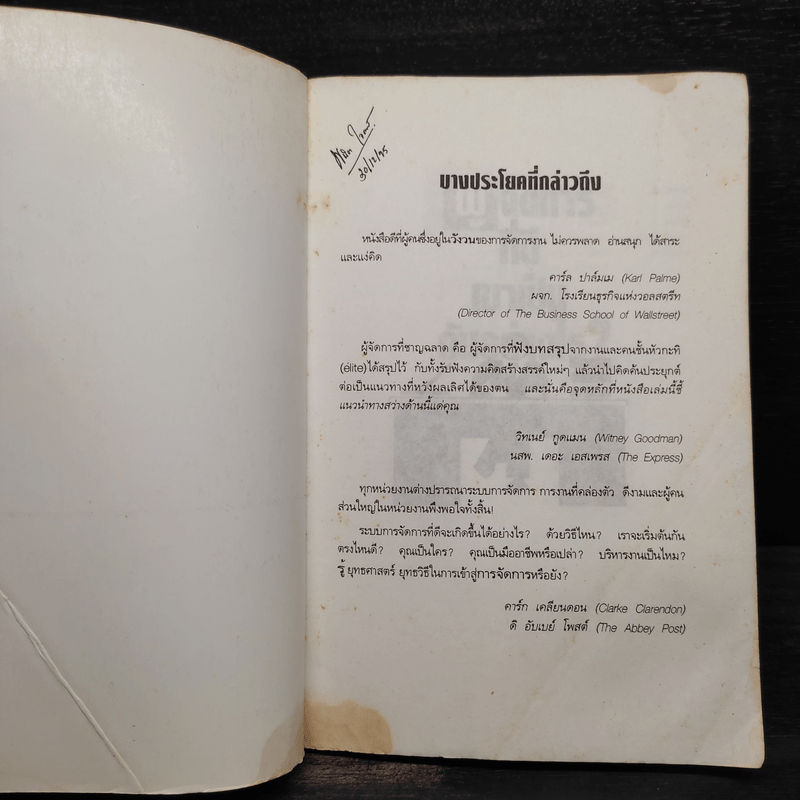 30/12/95
บางประโยคที่กล่าวถึง
หนังสือดีที่ผู้คนซึ่งอยู่ในวังวนของการจัดการงาน ไม่ควรพลาด อ่านสนุก ได้สาระ
และแง่คิด
คาร์ล ปาล์มเม (Karl Palme)
ผจก. โรงเรียนธุรกิจแห่งวอลสตรีท
(Director of The Business School of Wallstreet)
ผู้จัดการที่ชาญฉลาด คือ ผู้จัดการที่ฟังบทสรุปจากงานและคนชั้นหัวกะทิ
(élite) ได้สรุปไว้ กับทั้งรับฟังความคิดสร้างสรรค์ใหม่ๆ แล้วนำไปคิดค้นประยุกต์
ต่อเป็นแนวทางที่หวังผลเลิศได้ของตน และนั่นคือจุดหลักที่หนังสือเล่มนี้ชี้
แนวนำทางสว่างด้านนี้แด่คุณ
วิทเนย์ กูดแมน (Witney Goodman)
นสพ. เดอะ เอสเพรส (The Express)
ทุกหน่วยงานต่างปรารถนาระบบการจัดการ การงานที่คล่องตัว ดีงามและผู้คน
ส่วนใหญ่ในหน่วยงานพึงพอใจทั้งสิ้น!
ระบบการจัดการที่ดีจะเกิดขึ้นได้อย่างไร? ด้วยวิธีไหน? เราจะเริ่มต้นกัน
ตรงไหนดี? คุณเป็นใคร? คุณเป็นมืออาชีพหรือเปล่า? บริหารงานเป็นไหม?
รู้ ยุทธศาสตร์ ยุทธวิธีในการเข้าสู่การจัดการหรือยัง?
คาร์ก เคลียนดอน (Clarke Clarendon)
ดิ อับเบย์ โพสต์ (The Abbey Post)